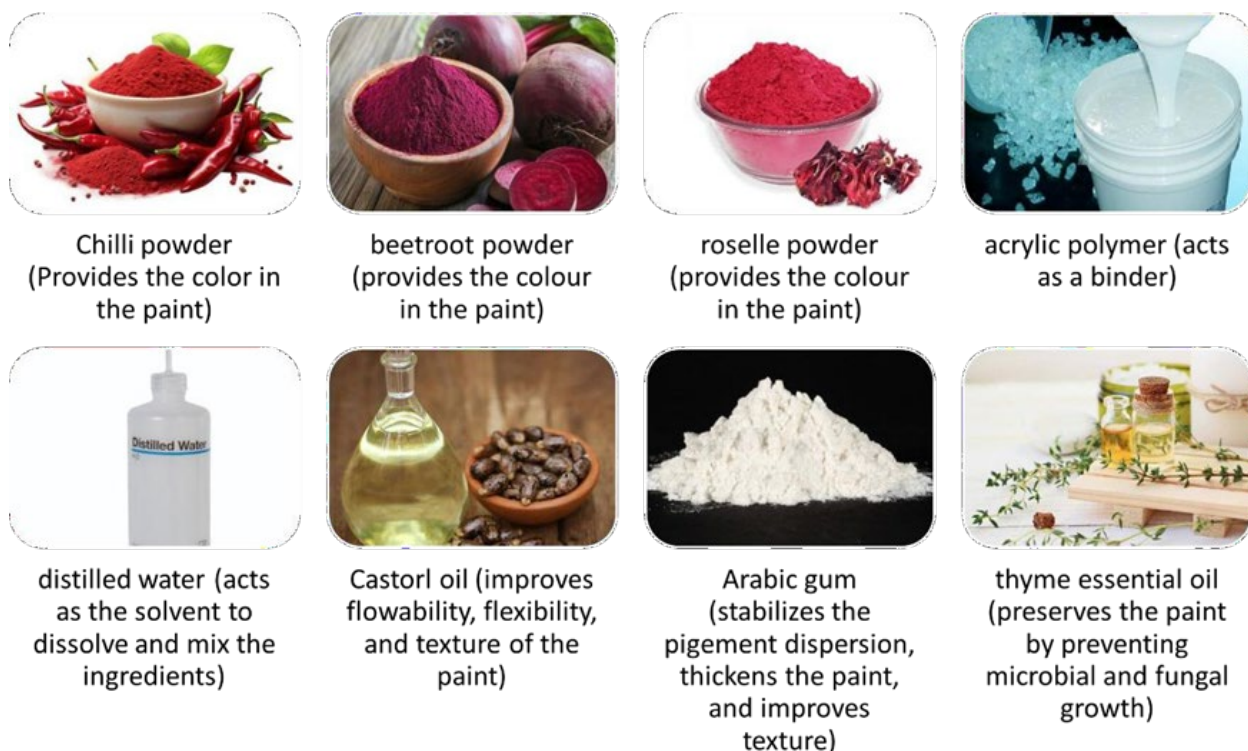 Chilli powder
(Provides the color in
the paint)
beetroot powder
(provides the colour
in the paint)
roselle powder
(provides the colour
in the paint)
acrylic polymer (acts
as a binder)
Distilled Water
distilled water (acts
as the solvent to
dissolve and mix the
ingredients)
Castorl oil (improves
flowability, flexibility,
and texture of the
paint)
Arabic gum
(stabilizes the
pigement dispersion,
thickens the paint,
and improves
texture)
thyme essential oil
(preserves the paint
by preventing
microbial and fungal
growth)